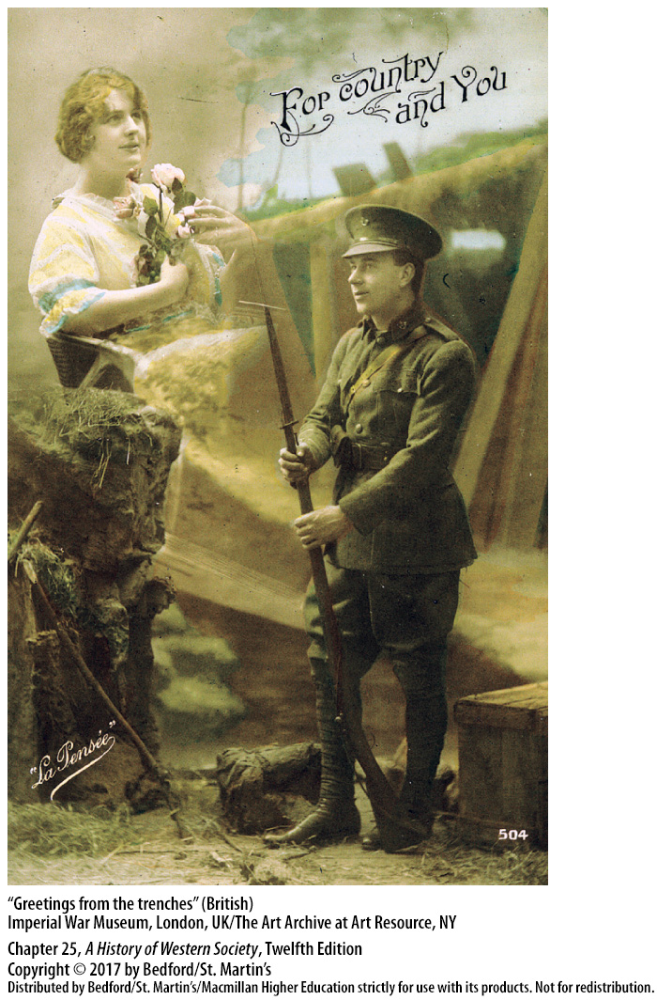 For country
and You
"La Pensée"
504
"Greetings from the trenches" (British)
Imperial War Museum, London, UK/The Art Archive at Art Resource, NY
Chapter 25, A History of Western Society, Twelfth Edition
Copyright © 2017 by Bedford/St. Martin's
Distributed by Bedford/St. Martin's/Macmillan Higher Education strictly for use with its products. Not for redistribution.